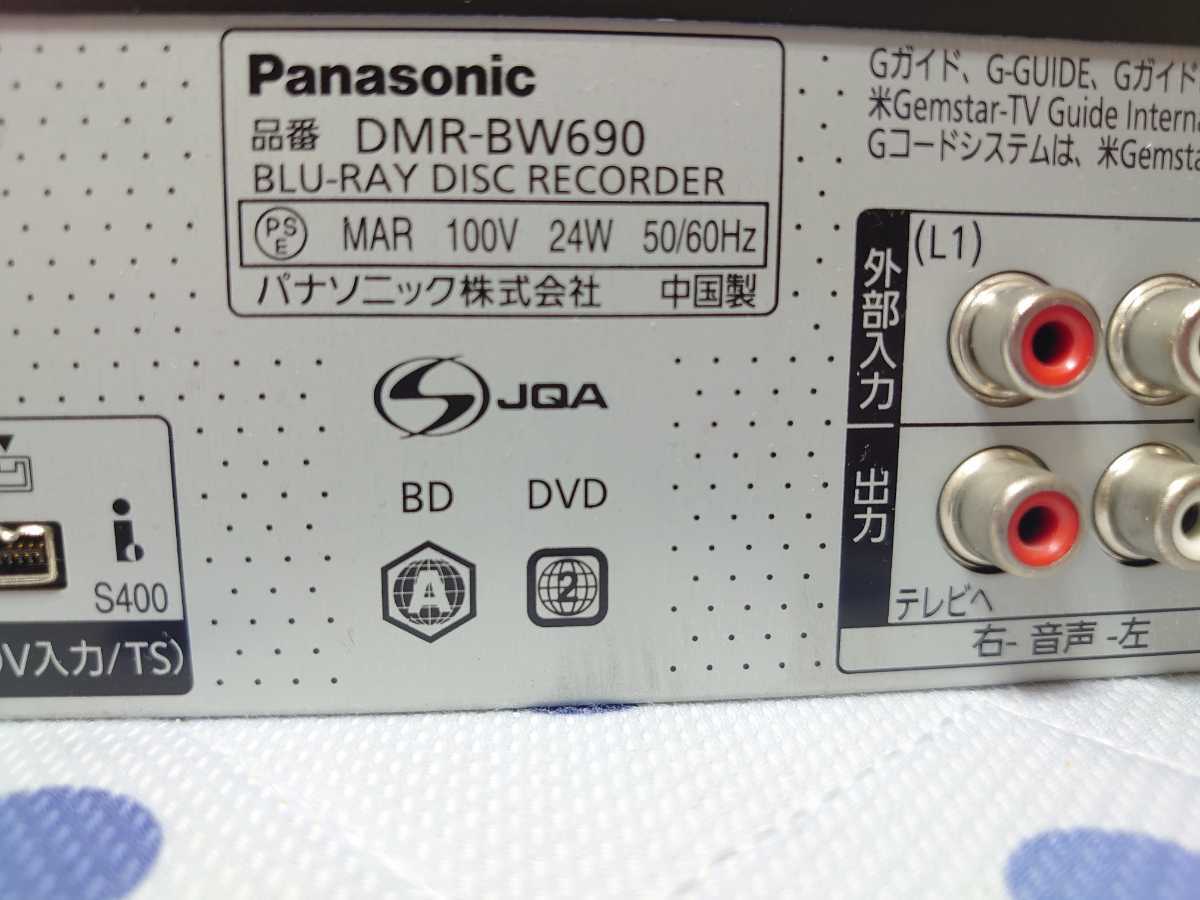 Panasonic
品番 DMR-BW690
BLU-RAY DISC RECORDER
PSE MAR 100V 24W 50/60Hz
パナソニック株式会社 中国製
Gガイド、G-GUIDE、Gガイド
米Gemstar-TV Guide Interna
Gコードシステムは、米Gemsta
JQA
BD DVD
A 2
i
S400
V入力/TS)
(L1)
外部入力
出力
テレビへ
右- 音声 -左